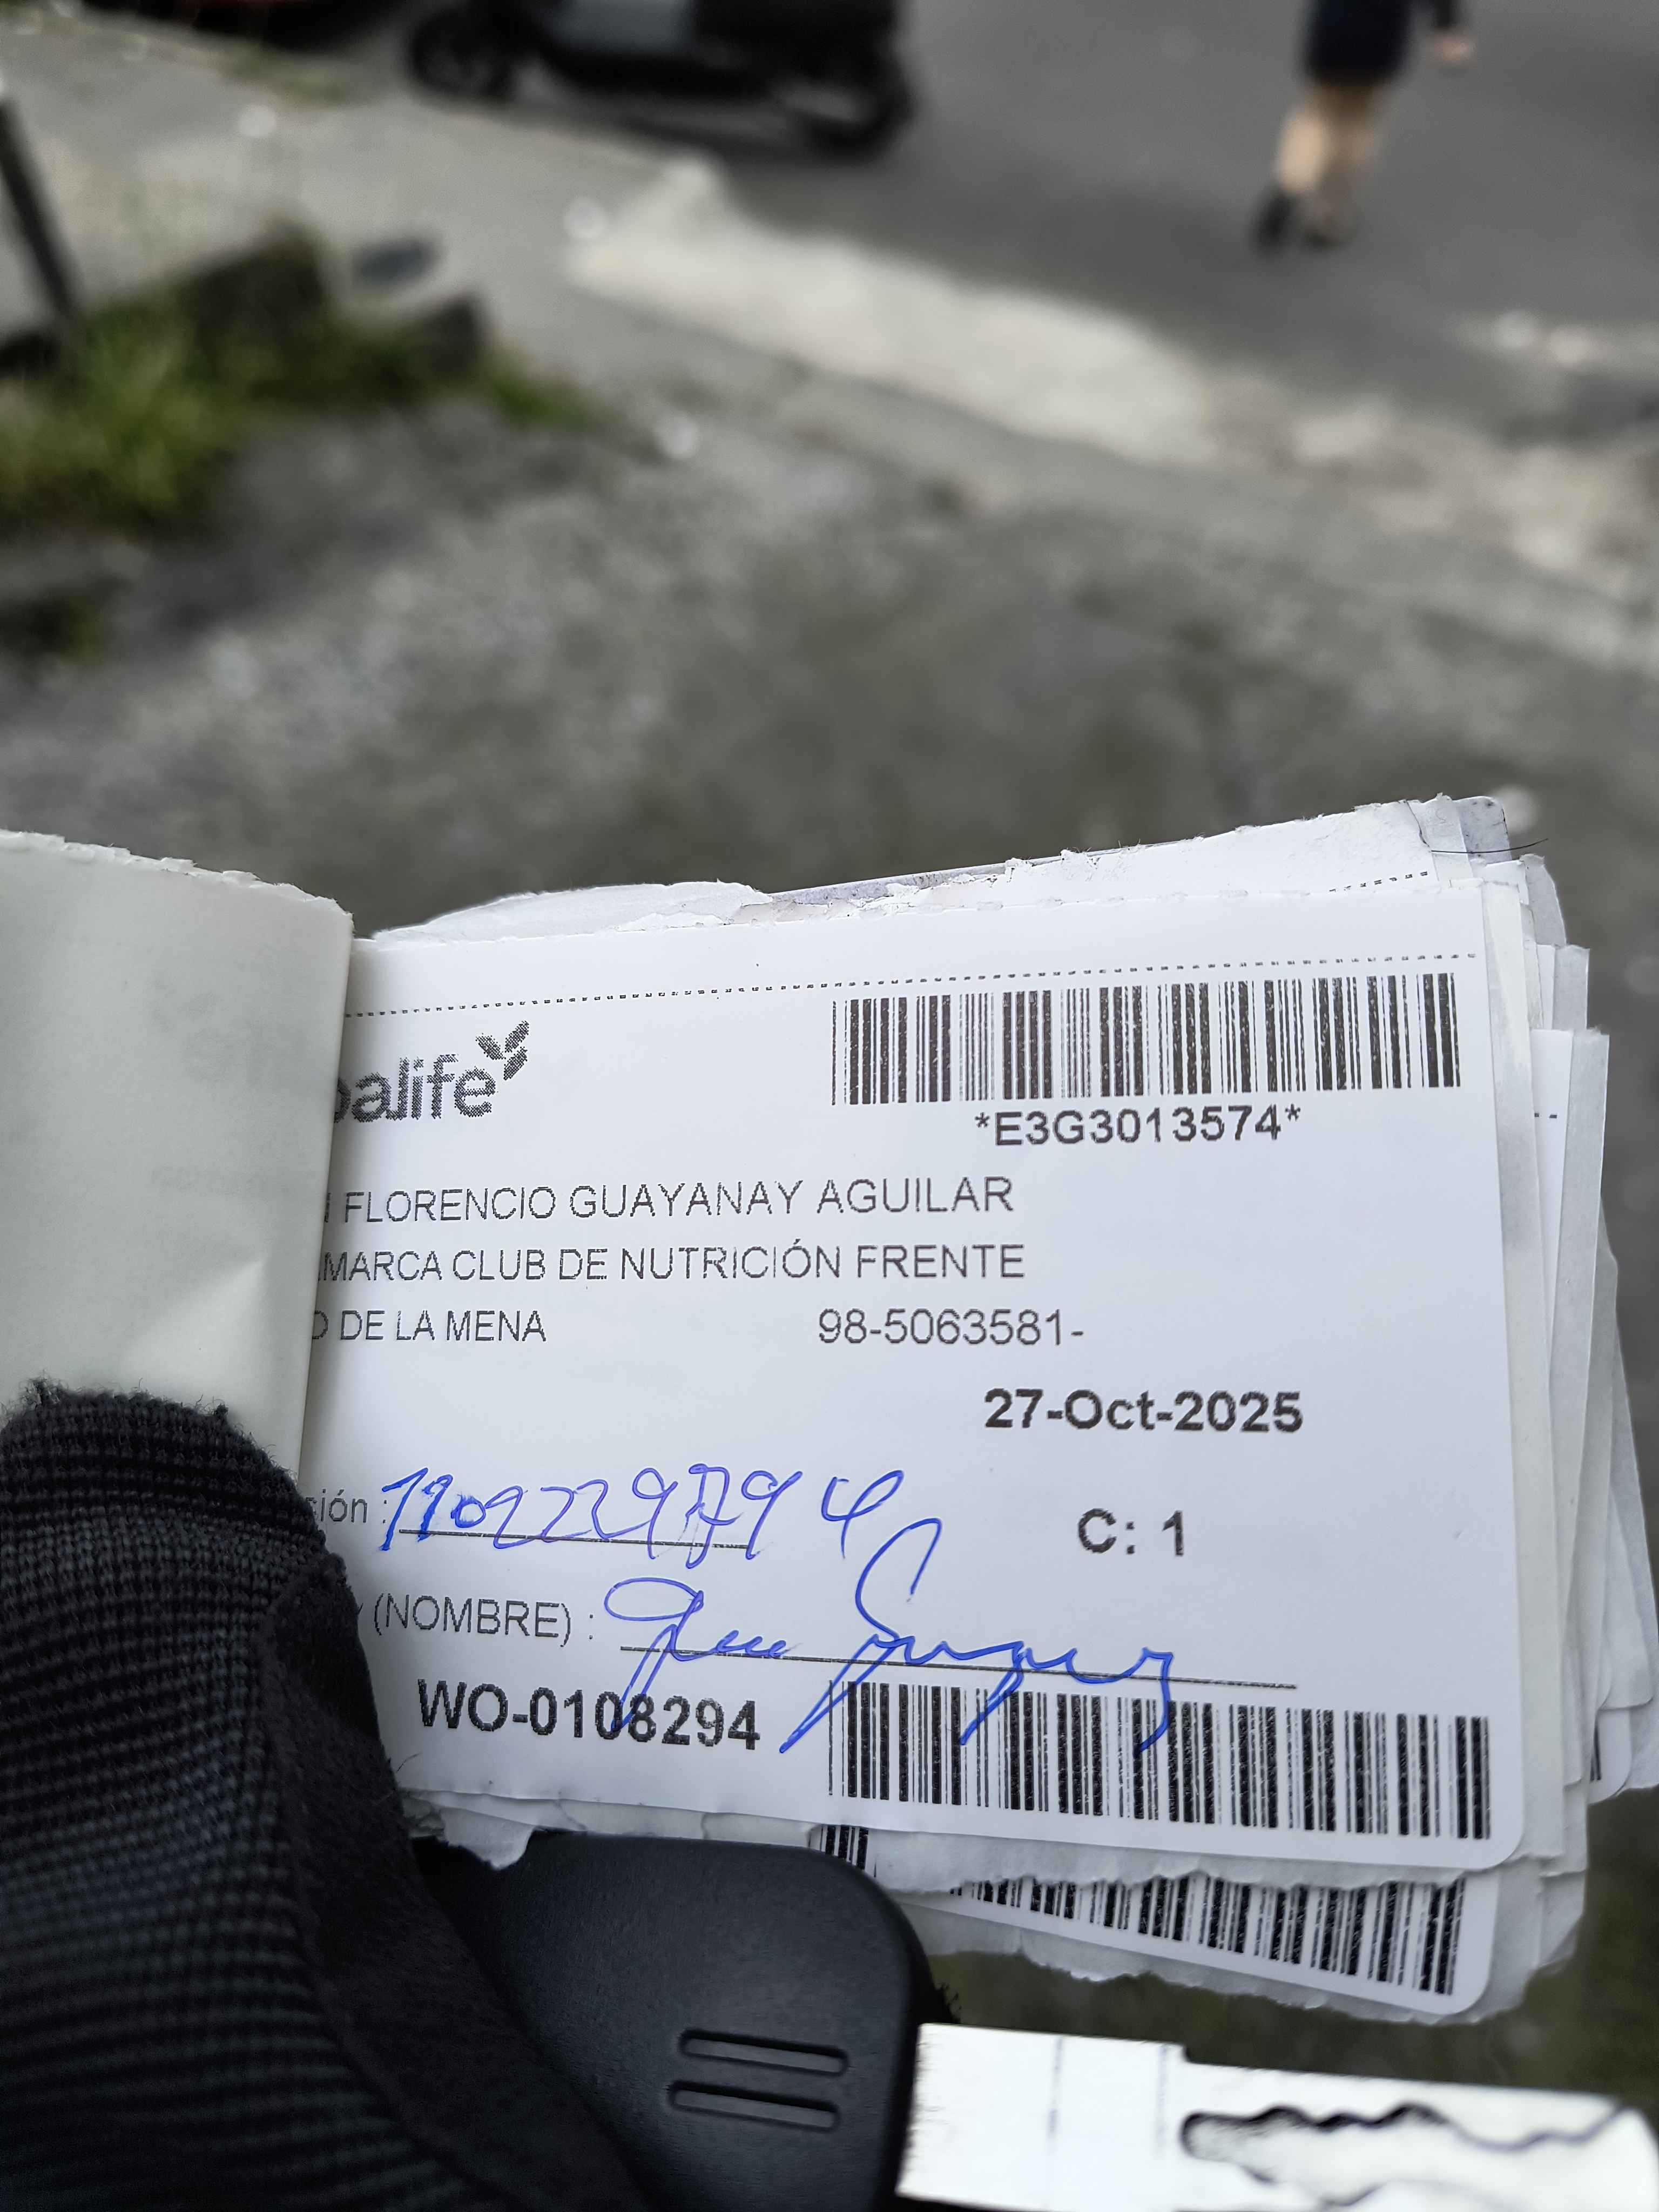 balife
*E3G3013574*
FLORENCIO GUAYANAY AGUILAR
MARCA CLUB DE NUTRICIÓN FRENTE
O DE LA MENA 98-5063581-
27-Oct-2025
sión :
C: 1
(NOMBRE) :
WO-0108294